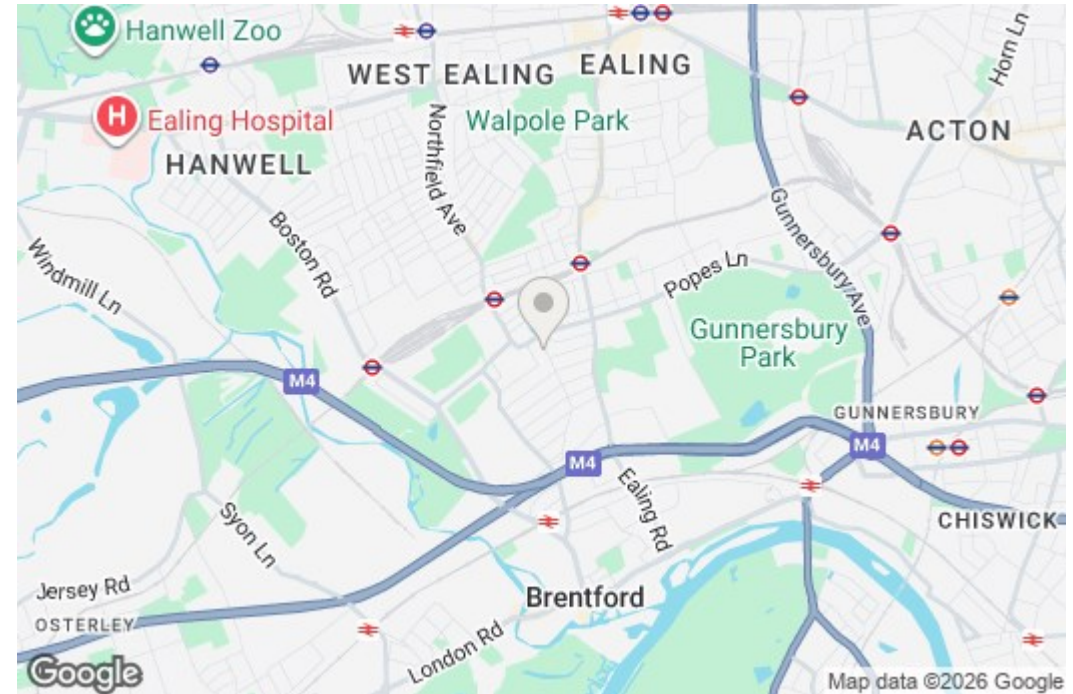 Hanwell Zoo
WEST EALING
EALING
Horn Ln
H
Ealing Hospital
Northfield Ave
Walpole Park
ACTON
HANWELL
Boston Rd
Gunnersbury Ave
Windmill Ln
Popes Ln
Gunnersbury
Park
M4
GUNNERSBURY
M4
M4
Ealing Rd
Syon Ln
CHISWICK
Jersey Rd
Brentford
OSTERLEY
London Rd
Google
Map data ©2026 Google